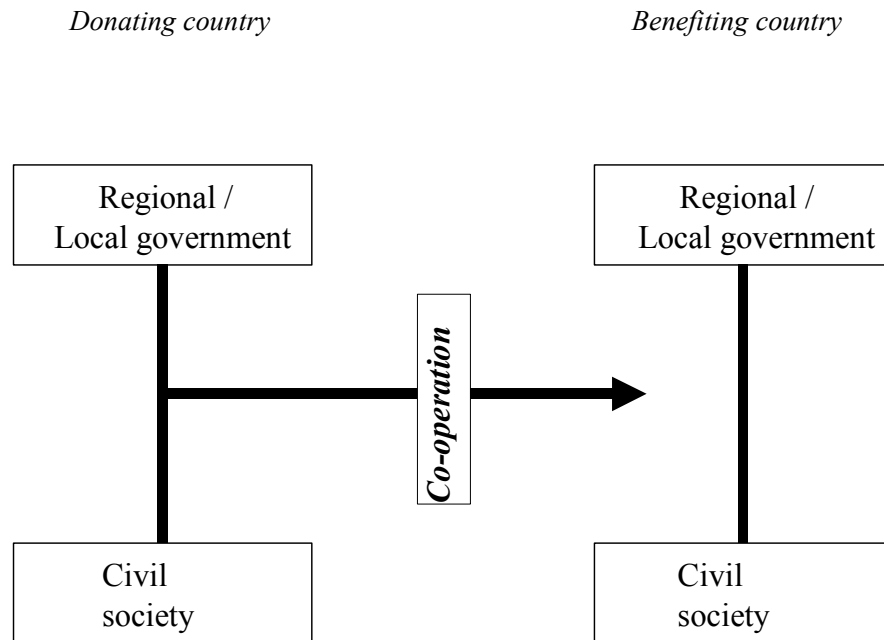 Donating country
Benefiting country
Regional /
Local government
Regional /
Local government
Co-operation
Civil
society
Civil
society